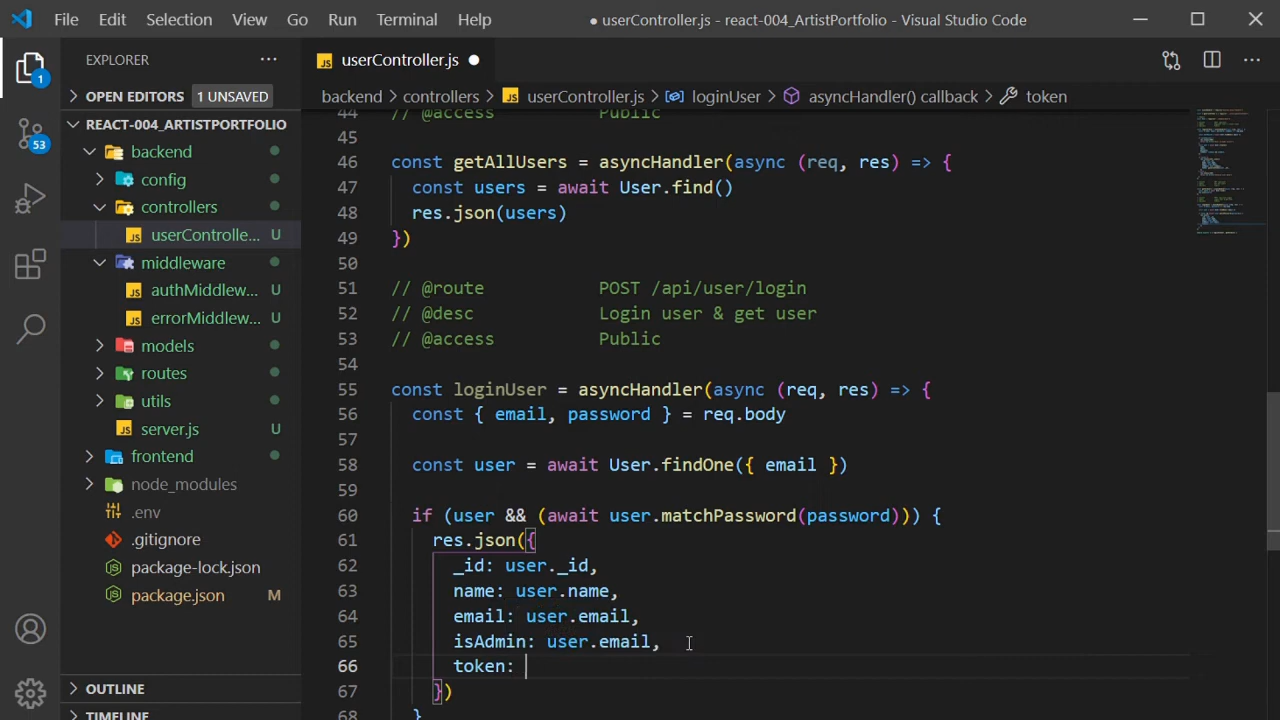 File Edit Selection View Go Run Terminal Help
● userController.js - react-004_ArtistPortfolio - Visual Studio Code
EXPLORER
userController.js
OPEN EDITORS 1 UNSAVED
backend > controllers > userController.js > loginUser > asyncHandler() callback > token
REACT-004_ARTISTPORTFOLIO
backend
config
controllers
userControlle... U
middleware
authMiddlew... U
errorMiddlew... U
models
routes
utils
server.js U
frontend
node_modules
.env
.gitignore
package-lock.json
package.json M
OUTLINE
TIMELINE
1
53
44 // @access Public
45
46 const getAllUsers = asyncHandler(async (req, res) => {
47 const users = await User.find()
48 res.json(users)
49 })
50
51 // @route POST /api/user/login
52 // @desc Login user & get user
53 // @access Public
54
55 const loginUser = asyncHandler(async (req, res) => {
56 const { email, password } = req.body
57
58 const user = await User.findOne({ email })
59
60 if (user && (await user.matchPassword(password))) {
61 res.json({
62 _id: user._id,
63 name: user.name,
64 email: user.email,
65 isAdmin: user.email,
66 token:
67 })
68 }